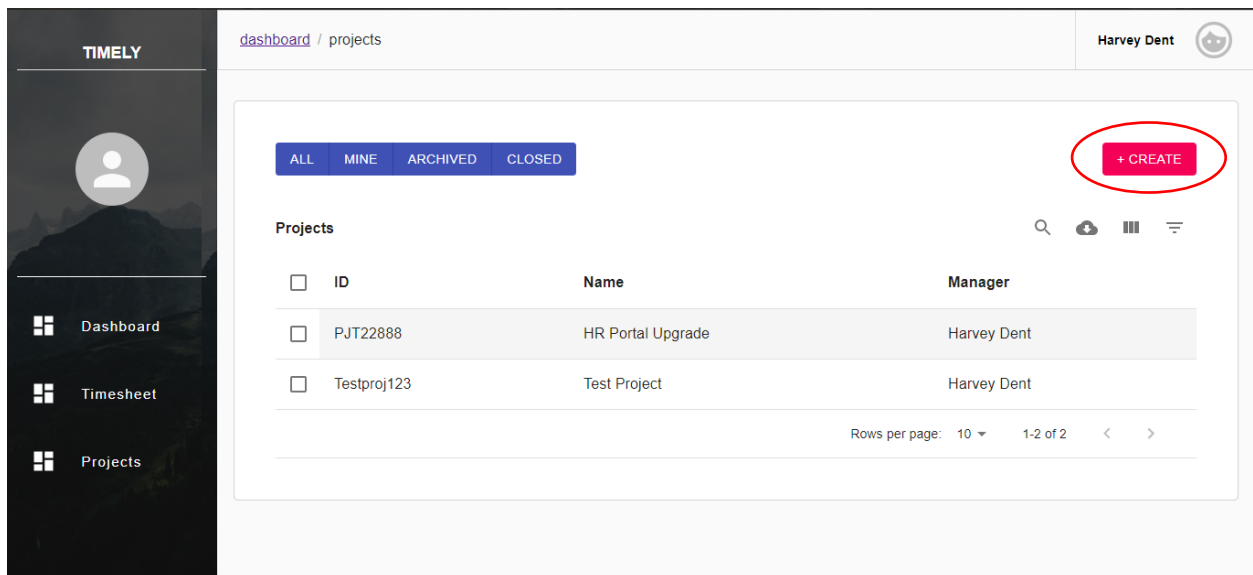 TIMELY
dashboard / projects
Harvey Dent
ALL MINE ARCHIVED CLOSED
+ CREATE
Projects
ID Name Manager
PJT22888 HR Portal Upgrade Harvey Dent
Testproj123 Test Project Harvey Dent
Rows per page: 10 1-2 of 2
Dashboard
Timesheet
Projects